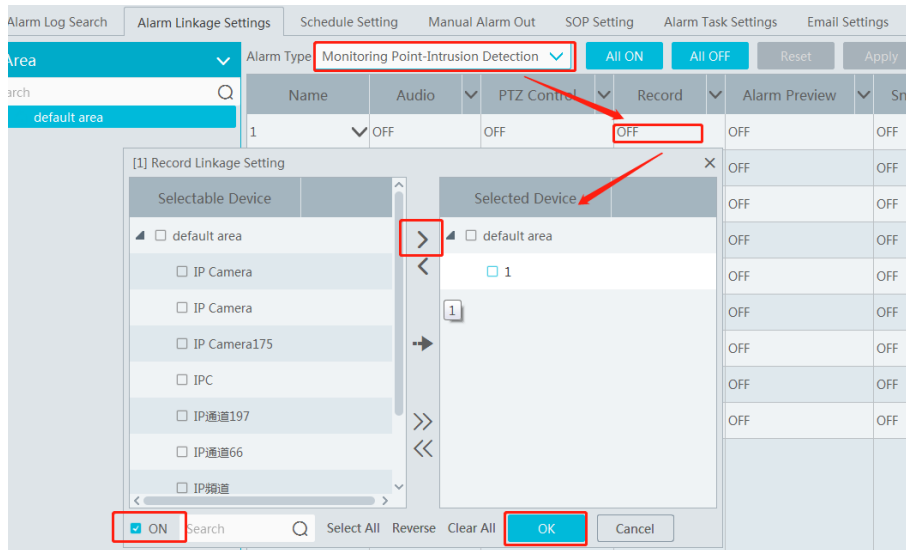 Alarm Log Search Alarm Linkage Settings Schedule Setting Manual Alarm Out SOP Setting Alarm Task Settings Email Settings
Area Alarm Type Monitoring Point-Intrusion Detection All ON All OFF Reset Apply
arch Name Audio PTZ Control Record Alarm Preview Sn
default area
1 OFF OFF OFF OFF OFF
[1] Record Linkage Setting OFF OFF
Selectable Device Selected Device OFF OFF
default area default area OFF OFF
IP Camera 1 OFF OFF
IP Camera 1 OFF OFF
IP Camera175 OFF OFF
IPC OFF OFF
IP通道197 OFF OFF
IP通道66
IP頻道
ON Search Select All Reverse Clear All OK Cancel